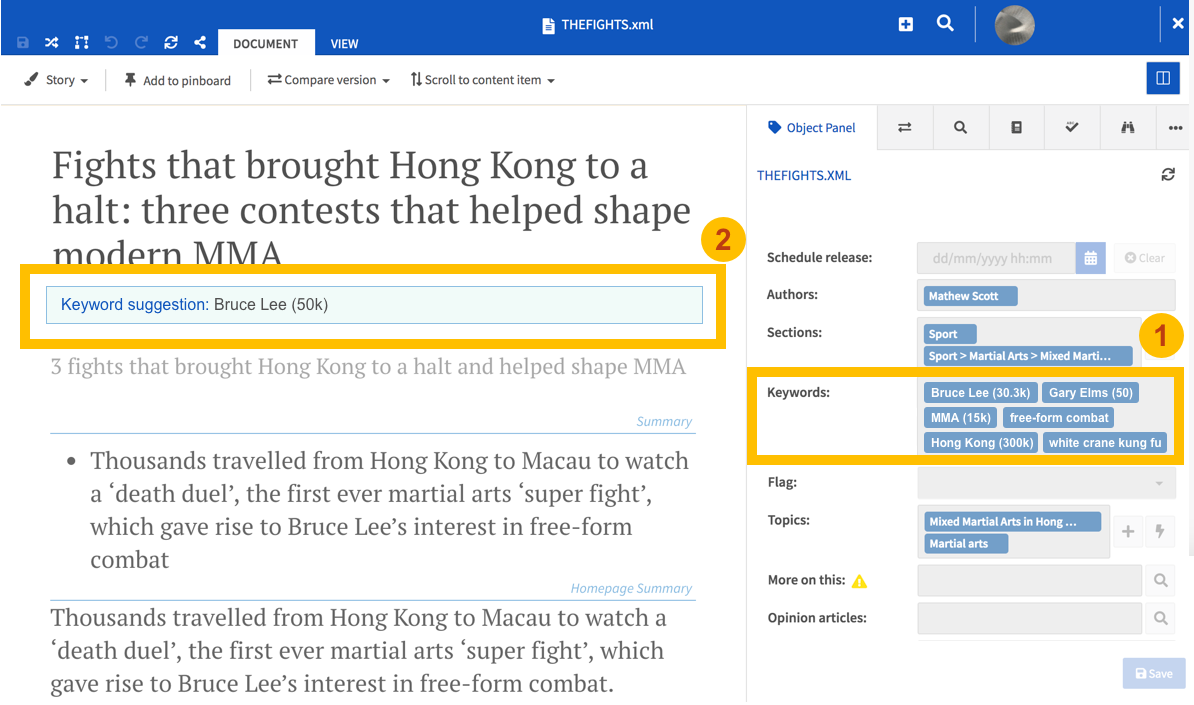 THEFIGHTS.xml
DOCUMENT
VIEW
Story
Add to pinboard
Compare version
Scroll to content item
Fights that brought Hong Kong to a
halt: three contests that helped shape
modern MMA
2
Keyword suggestion: Bruce Lee (50k)
3 fights that brought Hong Kong to a halt and helped shape MMA
Summary
• Thousands travelled from Hong Kong to Macau to watch
a ‘death duel’, the first ever martial arts ‘super fight’,
which gave rise to Bruce Lee’s interest in free-form
combat
Homepage Summary
Thousands travelled from Hong Kong to Macau to watch a
‘death duel’, the first ever martial arts ‘super fight’, which
gave rise to Bruce Lee’s interest in free-form combat.
Object Panel
THEFIGHTS.XML
Schedule release:
dd/mm/yyyy hh:mm
Clear
Authors:
Mathew Scott
Sections:
Sport
Sport > Martial Arts > Mixed Marti...
1
Keywords:
Bruce Lee (30.3k) Gary Elms (50)
MMA (15k) free-form combat
Hong Kong (300k) white crane kung fu
Flag:
Topics:
Mixed Martial Arts in Hong ...
Martial arts
More on this:
Opinion articles:
Save